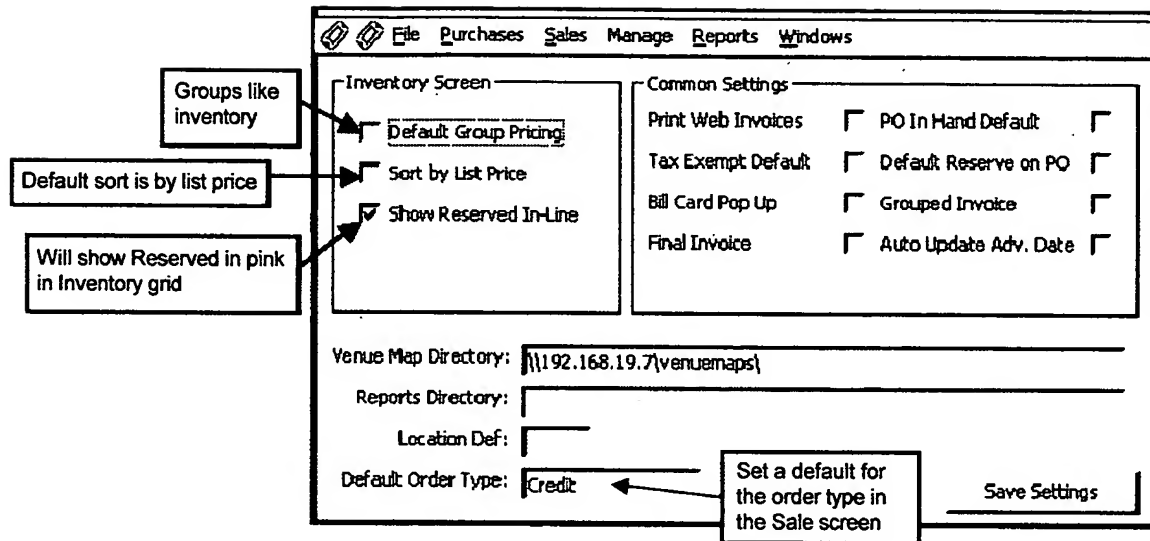 File Purchases Sales Manage Reports Windows
Groups like
inventory
Default sort is by list price
Will show Reserved in pink
in Inventory grid
Inventory Screen
Default Group Pricing
Sort by List Price
Show Reserved In-Line
Common Settings
Print Web Invoices PO In Hand Default
Tax Exempt Default Default Reserve on PO
Bill Card Pop Up Grouped Invoice
Final Invoice Auto Update Adv. Date
Venue Map Directory: \\192.168.19.7\venuemaps\
Reports Directory:
Location Def:
Default Order Type: Credit
Set a default for
the order type in
the Sale screen
Save Settings